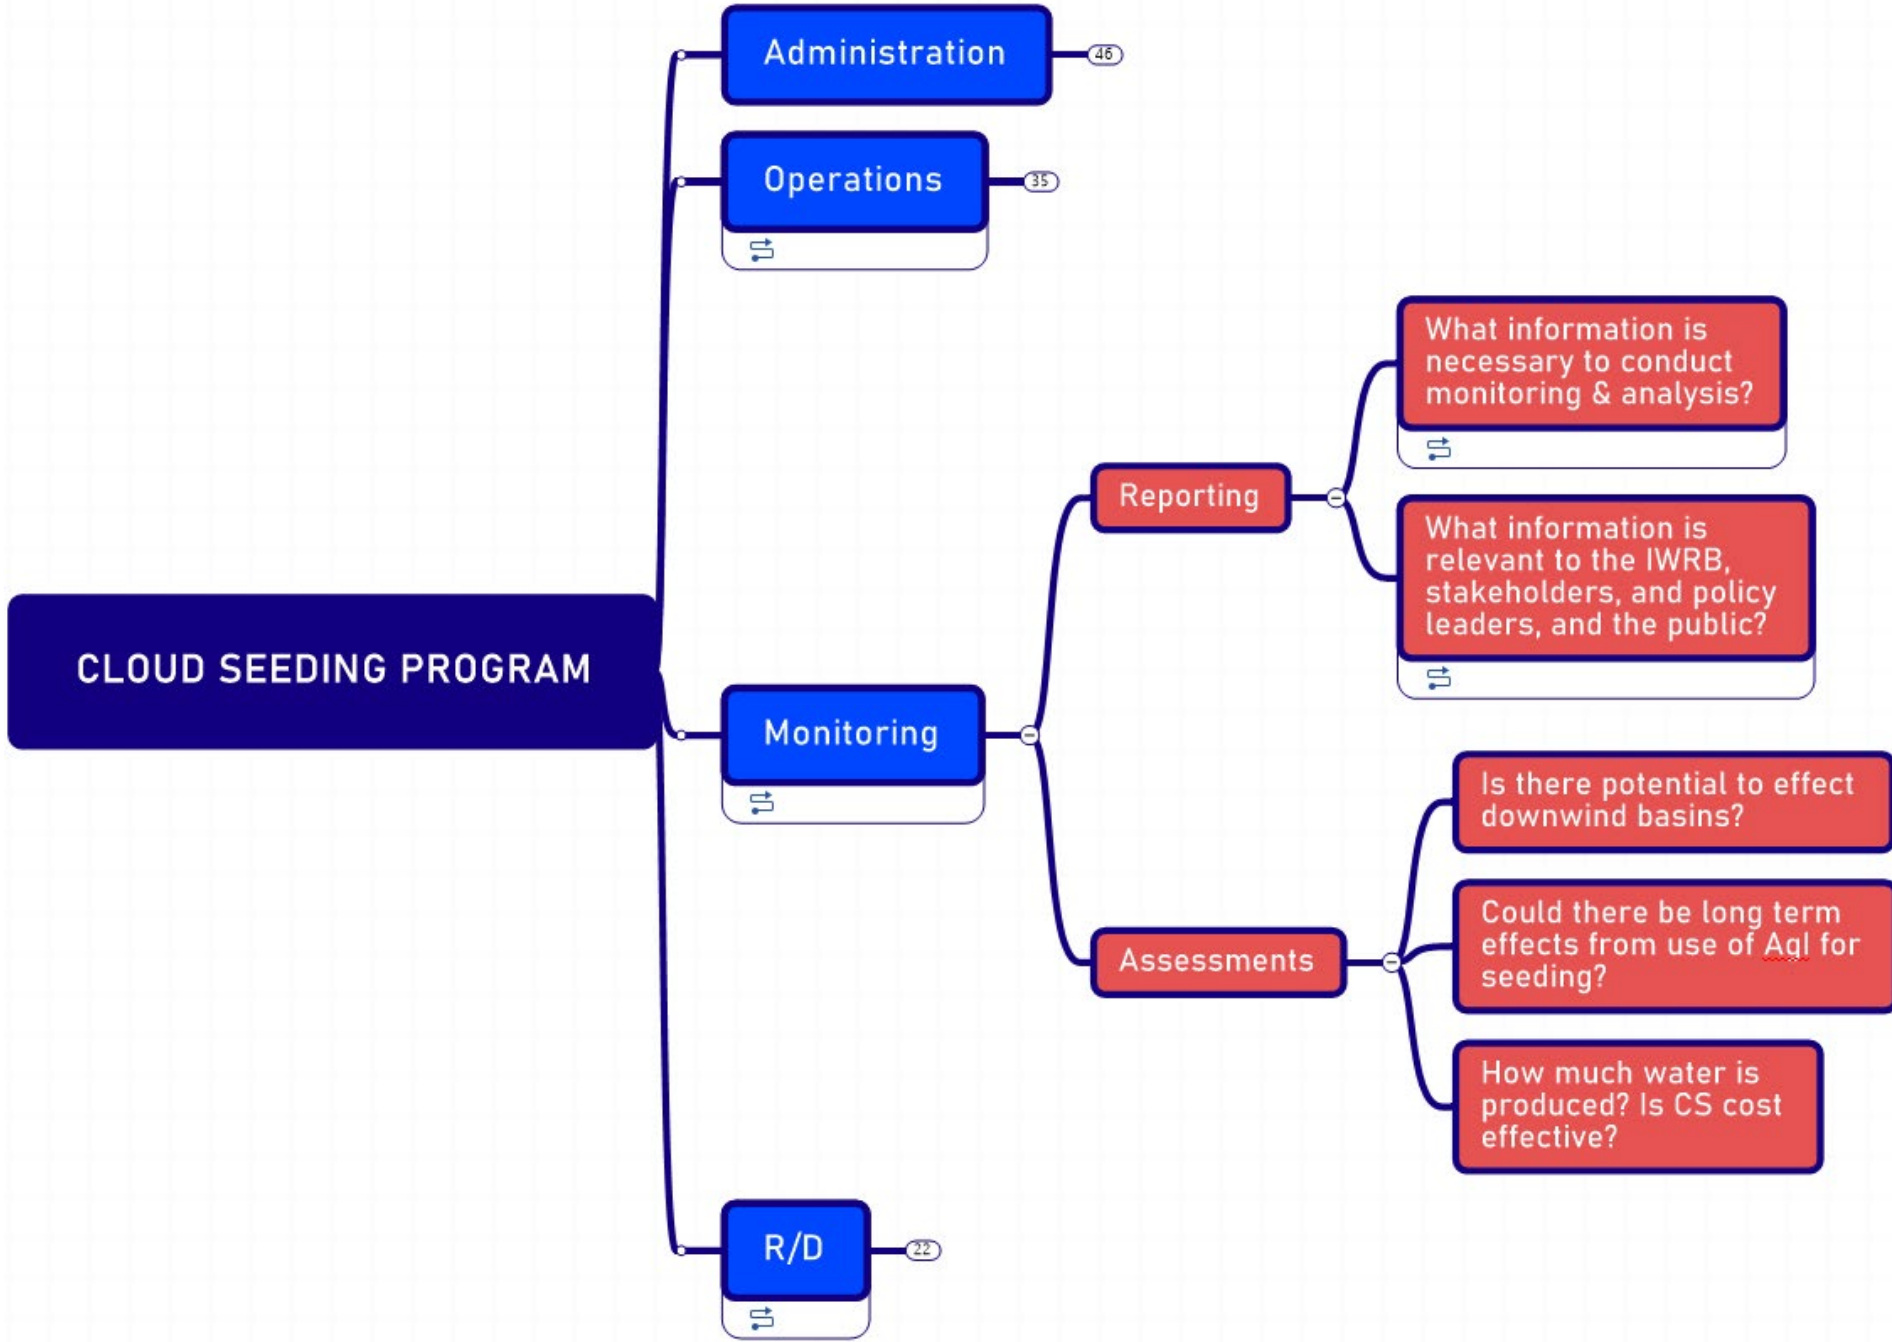 Administration
46
Operations
35
What information is
necessary to conduct
monitoring & analysis?
Reporting
What information is
relevant to the IWRB,
stakeholders, and policy
leaders, and the public?
CLOUD SEEDING PROGRAM
Monitoring
Is there potential to effect
downwind basins?
Could there be long term
effects from use of AgI for
seeding?
Assessments
How much water is
produced? Is CS cost
effective?
R/D
22